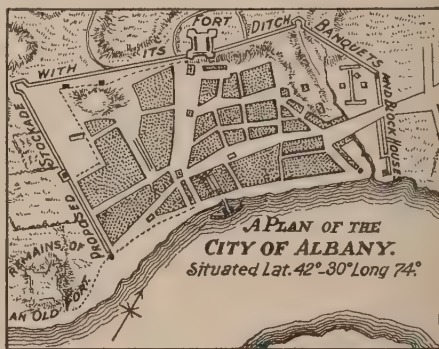 PROPOSED STOCKADE WITH ITS FORT DITCH BANQUETS AND BLOCK HOUSES
REMAINS OF
AN OLD FORT.
A PLAN OF THE
CITY OF ALBANY.
Situated Lat. 42°-30° Long 74°